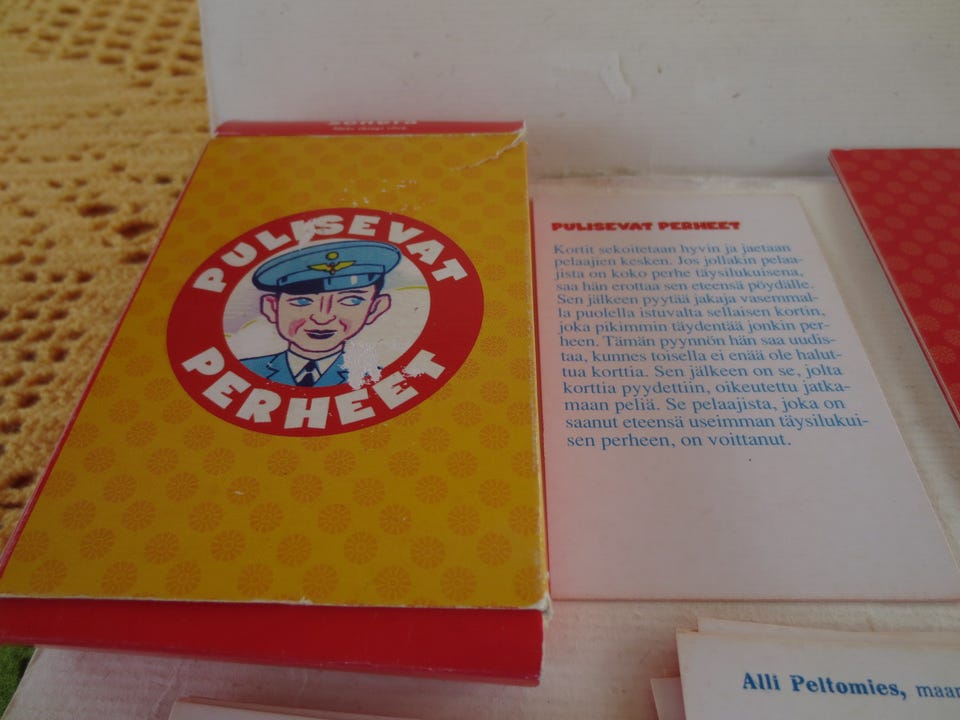 PULISEVAT
PERHEET
PULISEVAT PERHEET
Kortit sekoitetaan hyvin ja jaetaan
pelaajien kesken. Jos jollakin pelaa-
jista on koko perhe täysilukuisena,
saa hän erottaa sen eteensä pöydälle.
Sen jälkeen pyytää jakaja vasemmal-
la puolella istuvalta sellaisen kortin,
joka pikimmin täydentää jonkin per-
heen. Tämän pyynnön hän saa uudis-
taa, kunnes toisella ei enää ole halut-
tua korttia. Sen jälkeen on se, jolta
korttia pyydettiin, oikeutettu jatka-
maan peliä. Se pelaajista, joka on
saanut eteensä useimman täysilukui-
sen perheen, on voittanut.
Alli Peltomies, maan